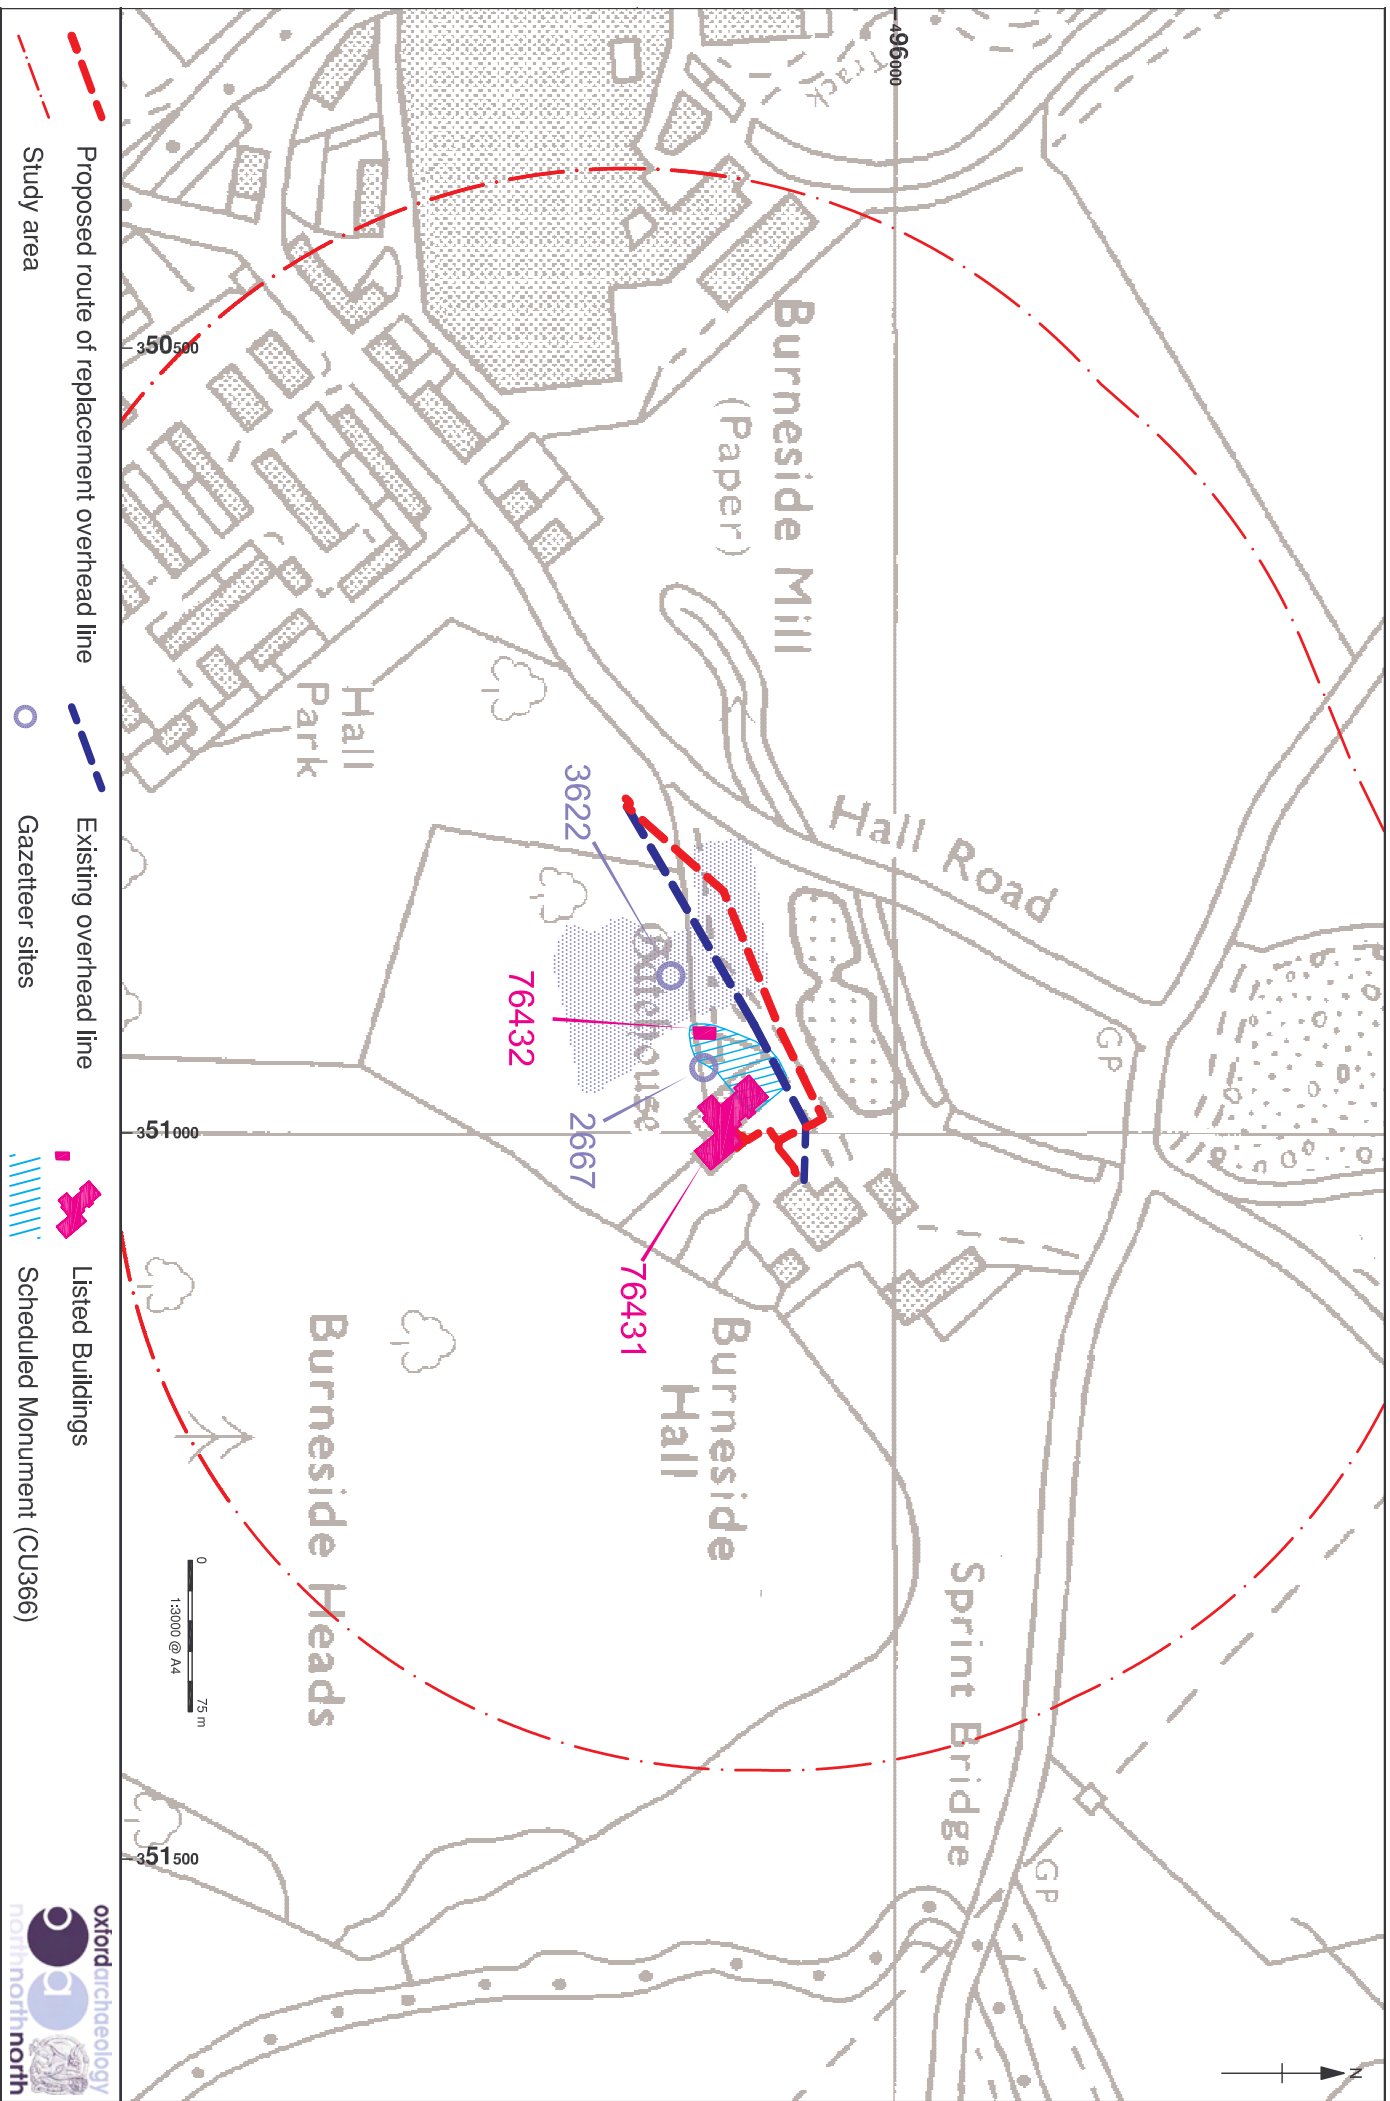 496000
Track
Burneside Mill
(Paper)
Hall Road
GP
350500
Hall
Park
3622
76432
2667
351000
76431
Burneside
Hall
Burneside Heads
Sprint Bridge
GP
351500
N
0 75 m
1:3000 @ A4
Proposed route of replacement overhead line
Existing overhead line
Listed Buildings
Study area
Gazetteer sites
Scheduled Monument (CU366)
oxfordarchaeology
northnorthnorth